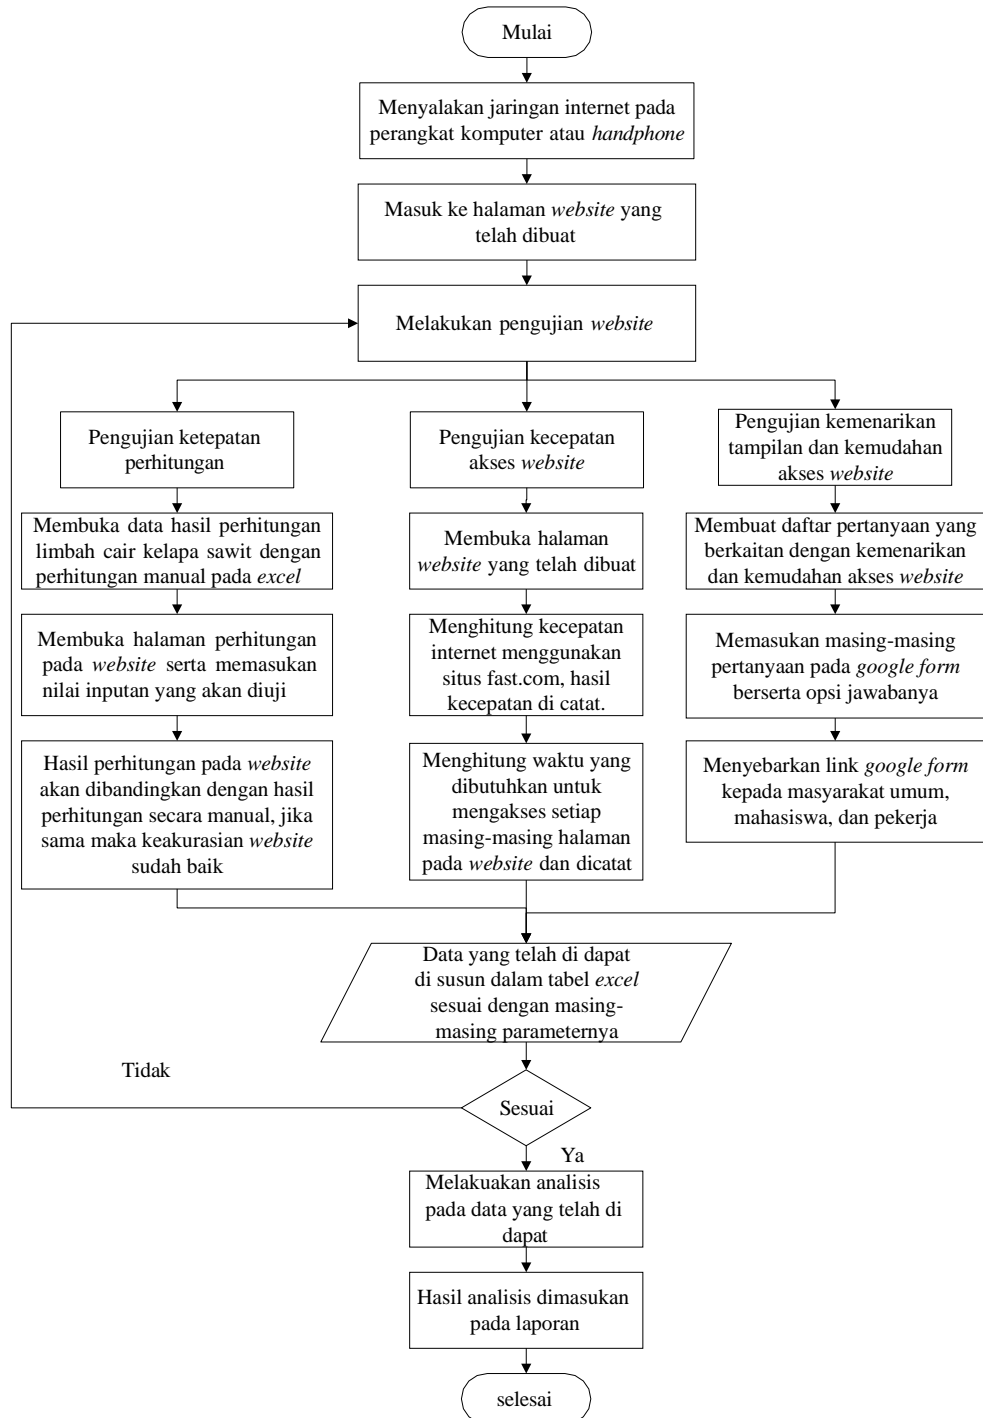 Mulai
Menyalakan jaringan internet pada
perangkat komputer atau handphone
Masuk ke halaman website yang
telah dibuat
Melakukan pengujian website
Pengujian ketepatan
perhitungan
Pengujian kecepatan
akses website
Pengujian kemenarikan
tampilan dan kemudahan
akses website
Membuka data hasil perhitungan
limbah cair kelapa sawit dengan
perhitungan manual pada excel
Membuka halaman
website yang telah dibuat
Membuat daftar pertanyaan yang
berkaitan dengan kemenarikan
dan kemudahan akses website
Membuka halaman perhitungan
pada website serta memasukan
nilai inputan yang akan diuji
Menghitung kecepatan
internet menggunakan
situs fast.com, hasil
kecepatan di catat.
Memasukan masing-masing
pertanyaan pada google form
berserta opsi jawabanya
Hasil perhitungan pada website
akan dibandingkan dengan hasil
perhitungan secara manual, jika
sama maka keakurasian website
sudah baik
Menghitung waktu yang
dibutuhkan untuk
mengakses setiap
masing-masing halaman
pada website dan dicatat
Menyebarkan link google form
kepada masyarakat umum,
mahasiswa, dan pekerja
Data yang telah di dapat
di susun dalam tabel excel
sesuai dengan masing-
masing parameternya
Tidak
Sesuai
Ya
Melakuakan analisis
pada data yang telah di
dapat
Hasil analisis dimasukan
pada laporan
selesai